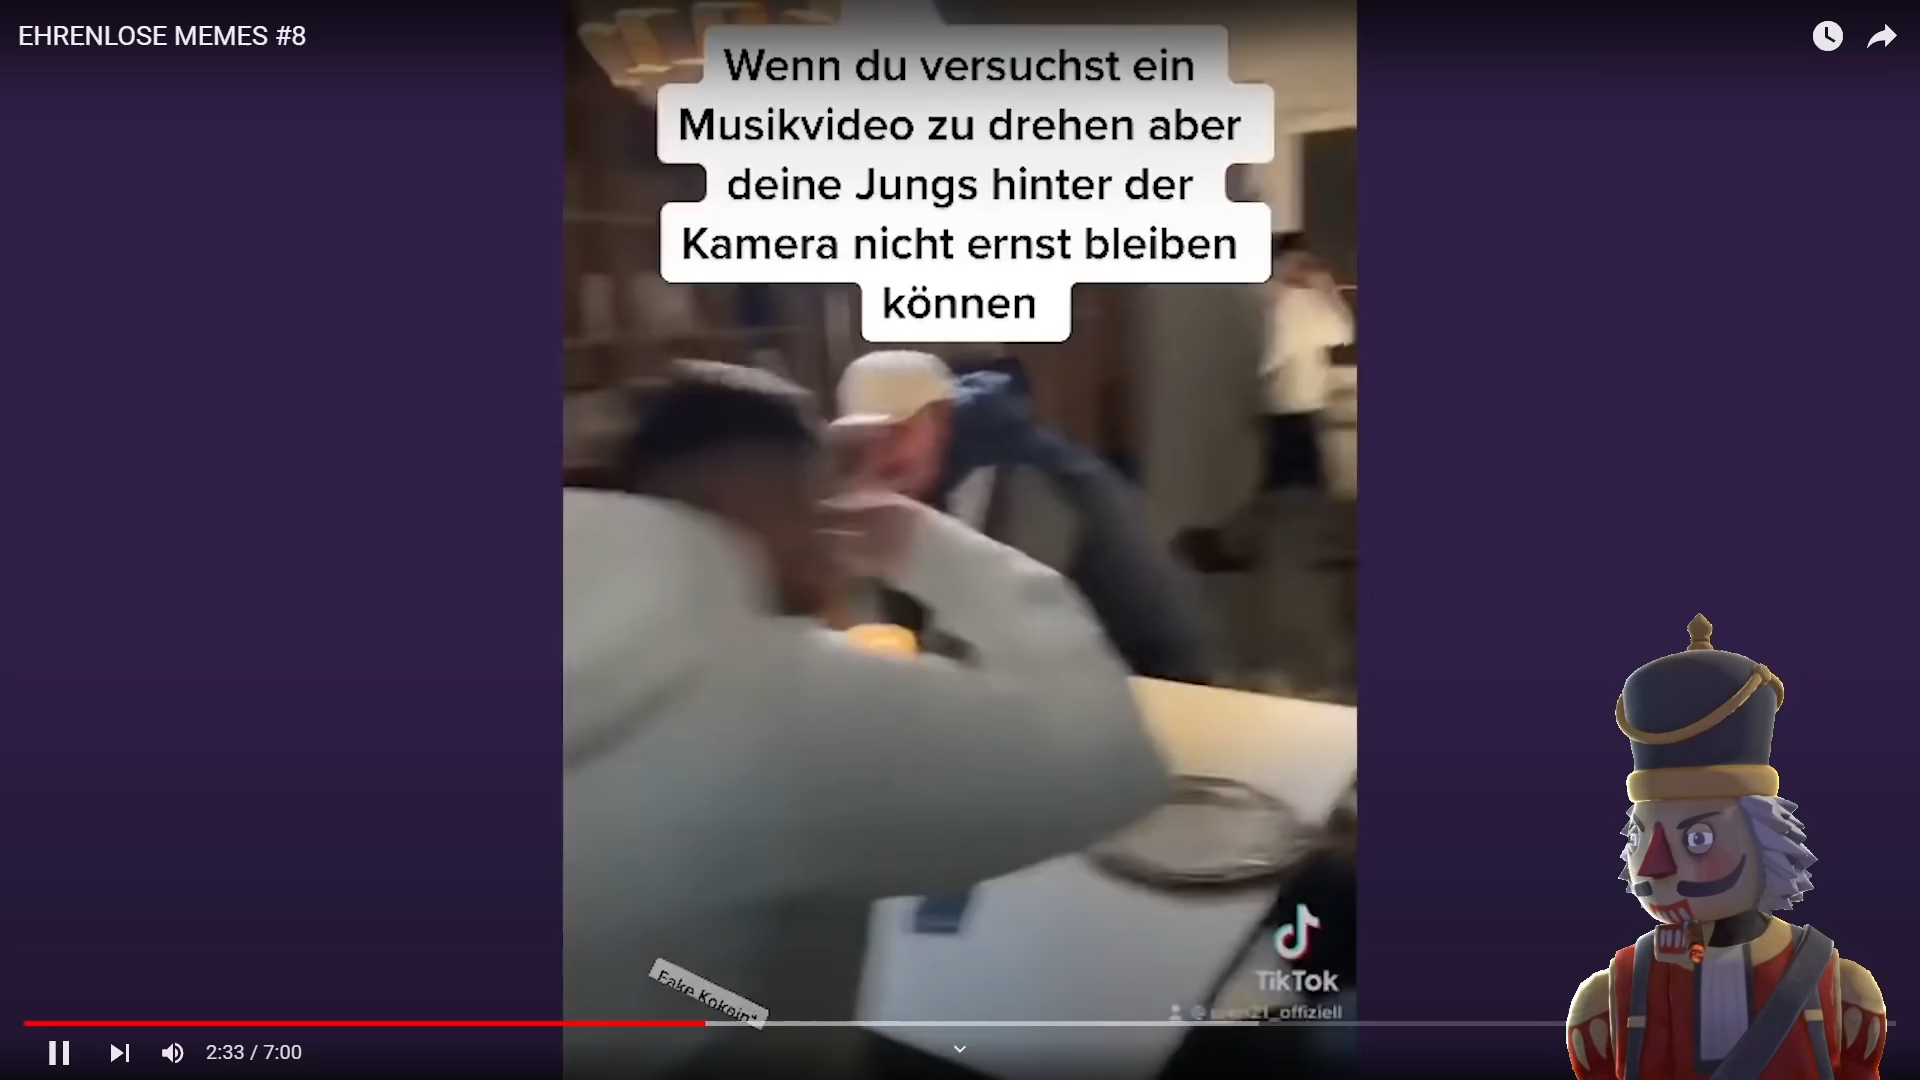 EHRENLOSE MEMES #8
Wenn du versuchst ein
Musikvideo zu drehen aber
deine Jungs hinter der
Kamera nicht ernst bleiben
können
Fake Kokain*
TikTok
2:33 / 7:00